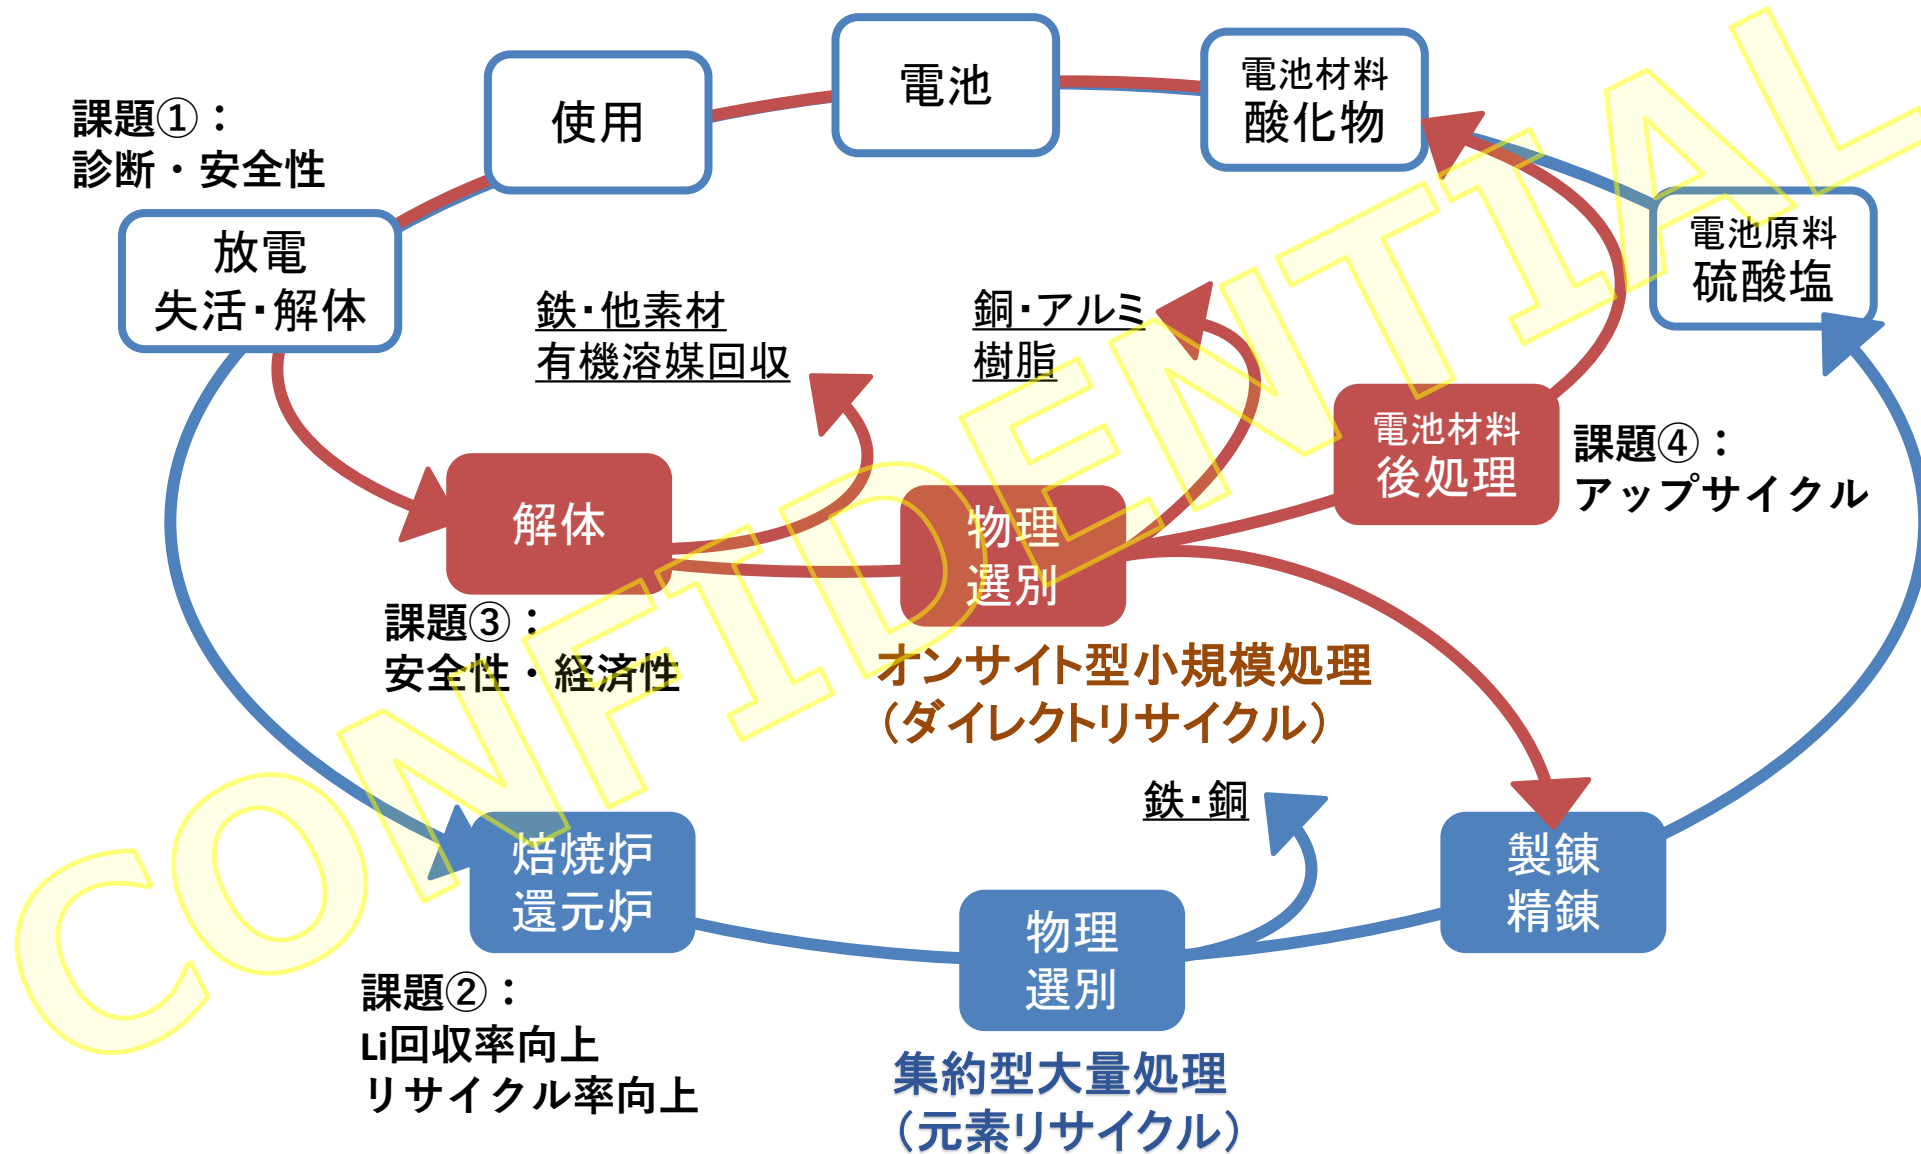 電池
電池材料
酸化物
使用
課題①：
診断・安全性
放電
失活・解体
電池原料
硫酸塩
鉄・他素材
有機溶媒回収
銅・アルミ
樹脂
電池材料
後処理
課題④：
アップサイクル
解体
物理
選別
課題③：
安全性・経済性
オンサイト型小規模処理
（ダイレクトリサイクル）
鉄・銅
焙焼炉
還元炉
製錬
精錬
物理
選別
課題②：
Li回収率向上
リサイクル率向上
集約型大量処理
（元素リサイクル）
CONFIDENTIAL